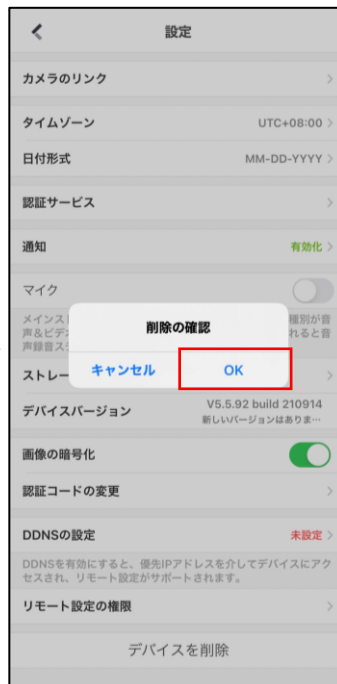 設定
カメラのリンク
タイムゾーン UTC+08:00
日付形式 MM-DD-YYYY
認証サービス
通知 有効化
マイク
メインス 種別が音
声&ビデ れると音
声録音ス
削除の確認
キャンセル OK
ストレー
デバイスバージョン V5.5.92 build 210914
新しいバージョンはありま…
画像の暗号化
認証コードの変更
DDNSの設定 未設定
DDNSを有効にすると、優先IPアドレスを介してデバイスにアク
セスされ、リモート設定がサポートされます。
リモート設定の権限
デバイスを削除